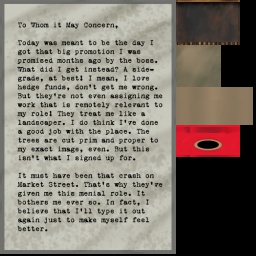 To Whom it May Concern,
Today was meant to be the day I
got that big promotion I was
promised months ago by the boss.
What did I get instead? A side-
grade, at best! I mean, I love
hedge funds, don't get me wrong.
But they're not even assigning me
work that is remotely relevant to
my role! They treat me like a
landscaper. I do think I've done
a good job with the place. The
trees are cut prim and proper to
my exact image, even. But this
isn't what I signed up for.
It must have been that crash on
Market Street. That's why they've
given me this menial role. It
bothers me ever so. In fact, I
believe that I'll type it out
again just to make myself feel
better.